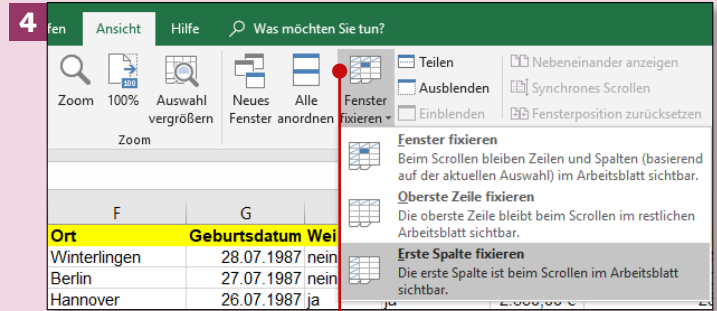 4
fen Ansicht Hilfe Was möchten Sie tun?
Zoom 100% Auswahl vergrößern Neues Fenster Alle anordnen Fenster fixieren
100
Teilen Nebeneinander anzeigen
Ausblenden Synchrones Scrollen
Einblenden Fensterposition zurücksetzen
Zoom
Fenster fixieren
Beim Scrollen bleiben Zeilen und Spalten (basierend
auf der aktuellen Auswahl) im Arbeitsblatt sichtbar.
Oberste Zeile fixieren
Die oberste Zeile bleibt beim Scrollen im restlichen
Arbeitsblatt sichtbar.
Erste Spalte fixieren
Die erste Spalte ist beim Scrollen im Arbeitsblatt
sichtbar.
F G
Ort Geburtsdatum Wei
Winterlingen 28.07.1987 nein
Berlin 27.07.1987 nein
Hannover 26.07.1987 ja